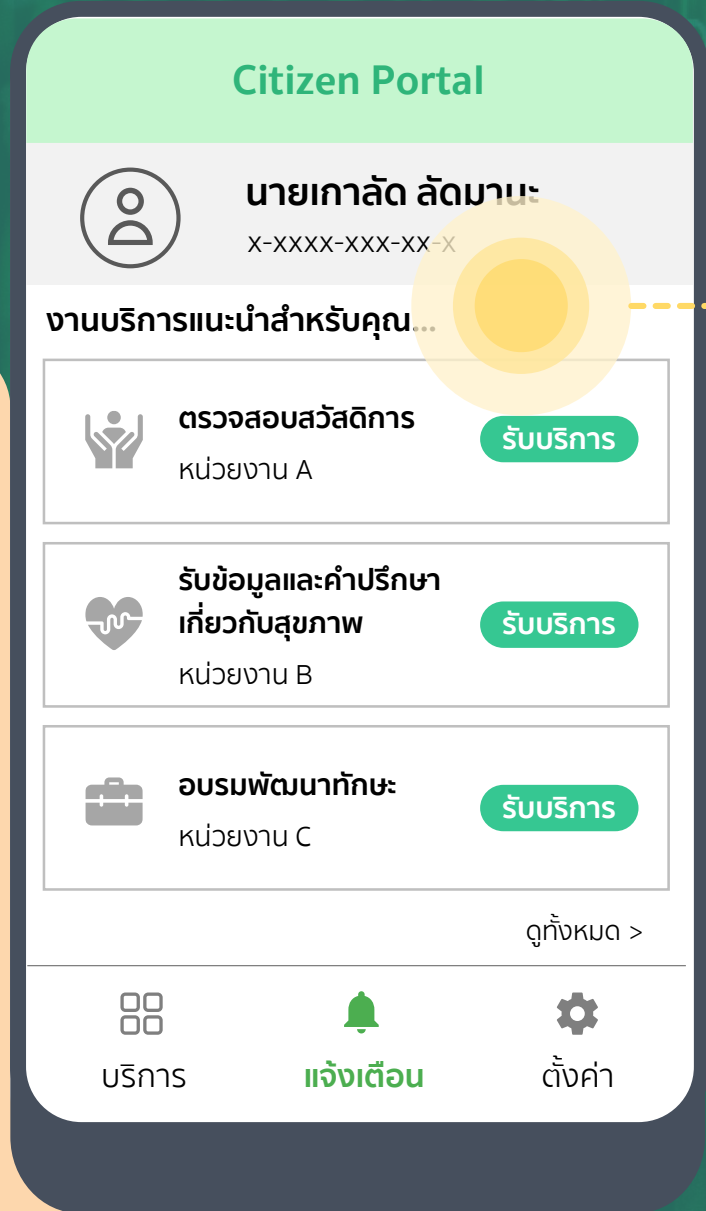 Citizen Portal
นายเกาลัด ลัดมานะ
X-XXXX-XXX-XX-X
งานบริการแนะนำสำหรับคุณ...
ตรวจสอบสวัสดิการ
หน่วยงาน A
รับบริการ
รับข้อมูลและคำปรึกษา
เกี่ยวกับสุขภาพ
หน่วยงาน B
รับบริการ
อบรมพัฒนาทักษะ
หน่วยงาน C
รับบริการ
ดูทั้งหมด >
บริการ
แจ้งเตือน
ตั้งค่า